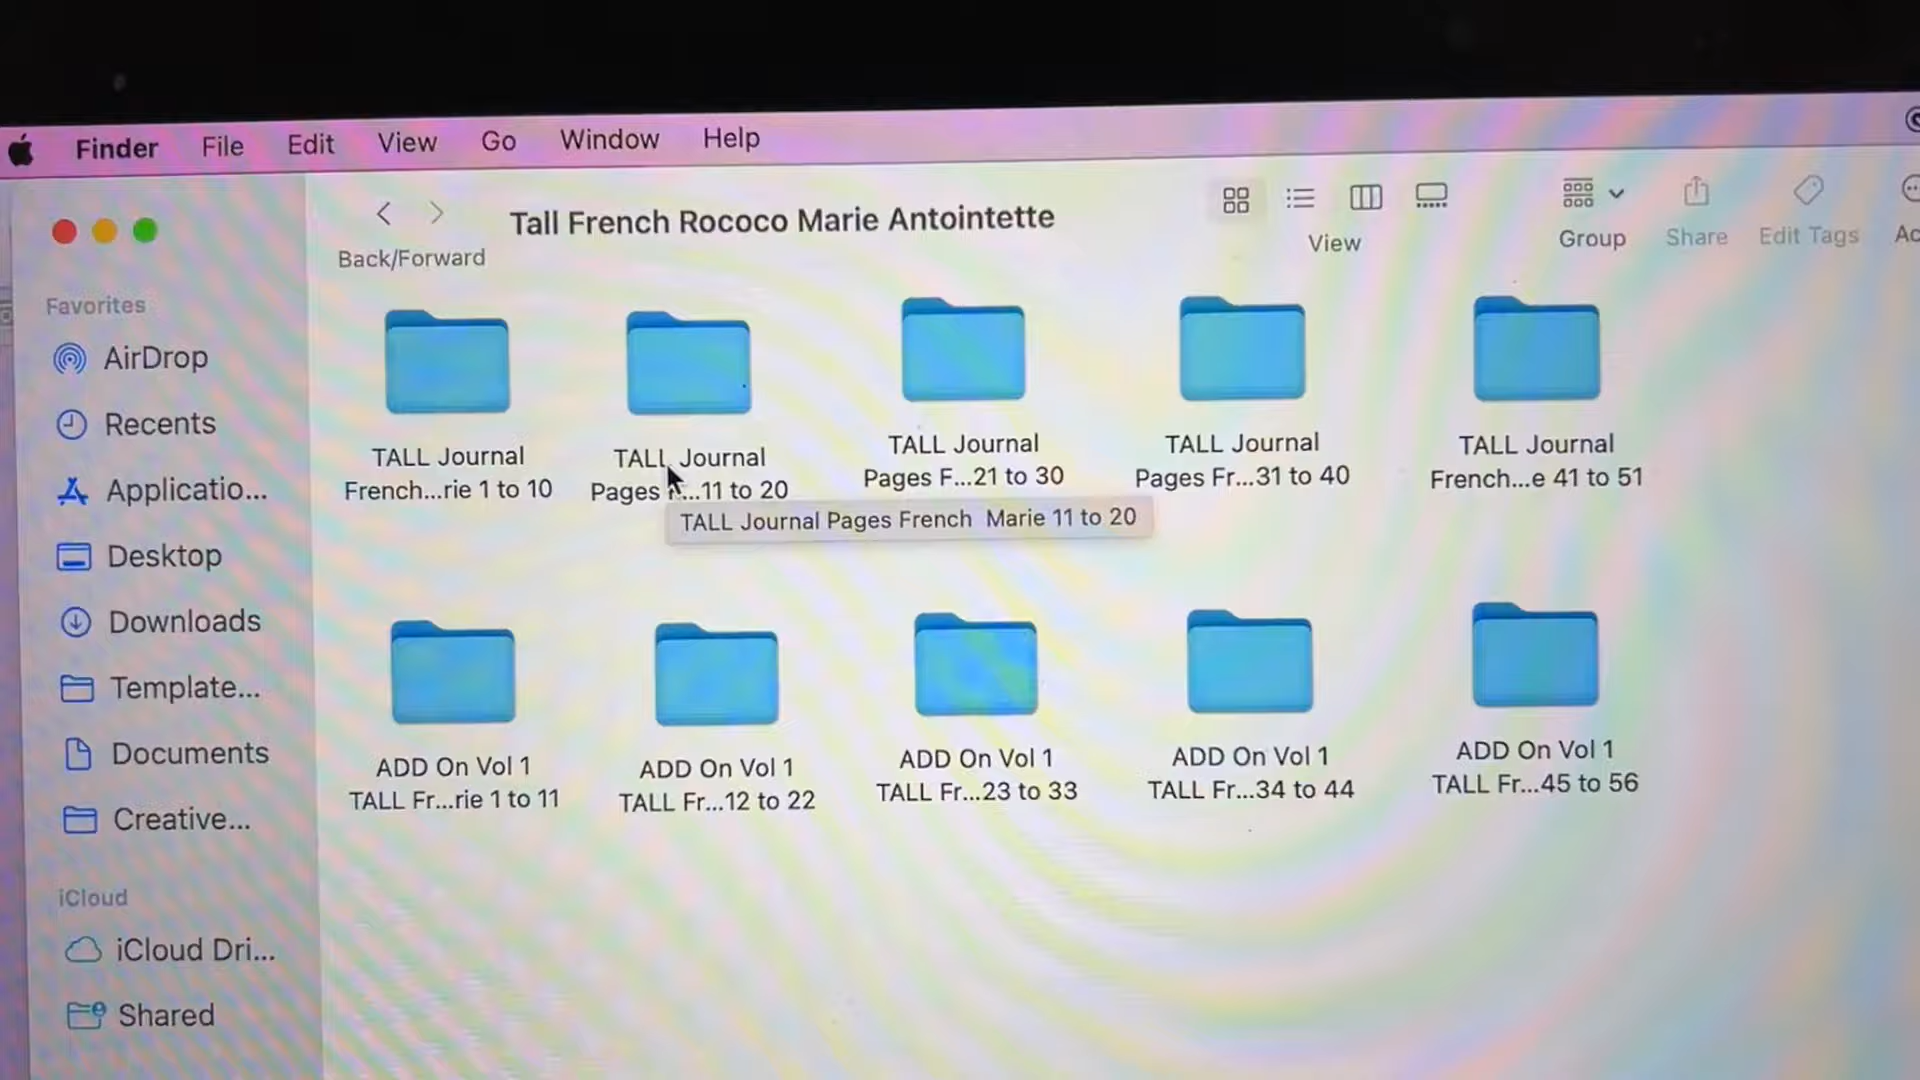 Finder File Edit View Go Window Help
Back/Forward
Tall French Rococo Marie Antointette
View
Group
Share
Edit Tags
Favorites
AirDrop
Recents
Applicatio...
Desktop
Downloads
Template...
Documents
Creative...
iCloud
iCloud Dri...
Shared
TALL Journal
French...rie 1 to 10
TALL Journal
Pages F...11 to 20
TALL Journal
Pages F...21 to 30
TALL Journal
Pages Fr...31 to 40
TALL Journal
French...e 41 to 51
TALL Journal Pages French Marie 11 to 20
ADD On Vol 1
TALL Fr...rie 1 to 11
ADD On Vol 1
TALL Fr...12 to 22
ADD On Vol 1
TALL Fr...23 to 33
ADD On Vol 1
TALL Fr...34 to 44
ADD On Vol 1
TALL Fr...45 to 56